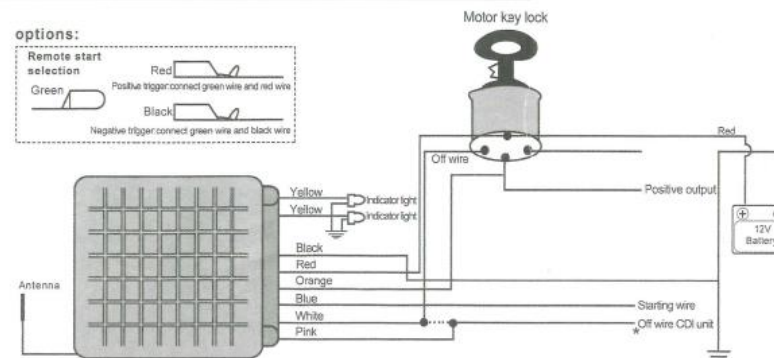 Motor kay lock
options:
Remote start
selection
Green
Red
Positive trigger:connect green wire and red wire
Black
Nagative trigger:connect green wire and black wire
Off wire
Red
Positive output
12V
Battery
Yellow
Indicator light
Yellow
Indicator light
Black
Red
Orange
Blue
Starting wire
White
* Off wire CDI unit
Pink
Antenna